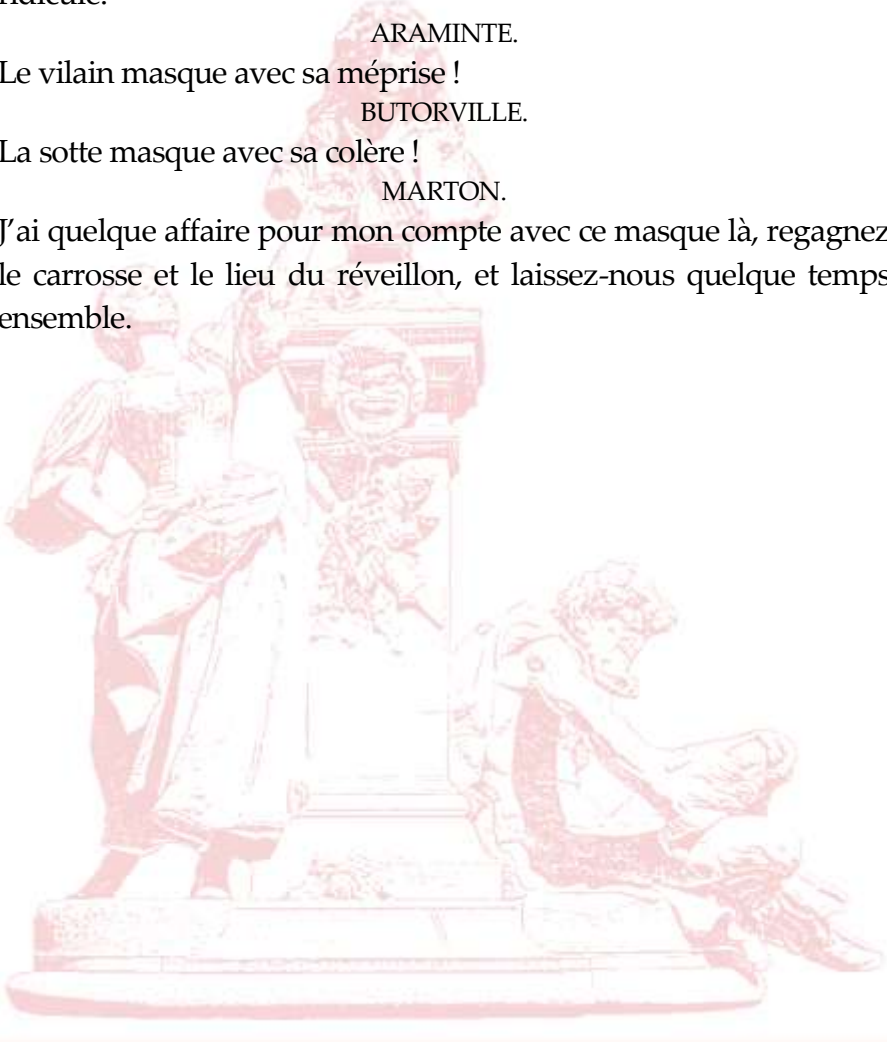 ridicule.
ARAMINTE.
Le vilain masque avec sa méprise !
BUTORVILLE.
La sotte masque avec sa colère !
MARTON.
J’ai quelque affaire pour mon compte avec ce masque là, regagnez
le carrosse et le lieu du réveillon, et laissez-nous quelque temps
ensemble.